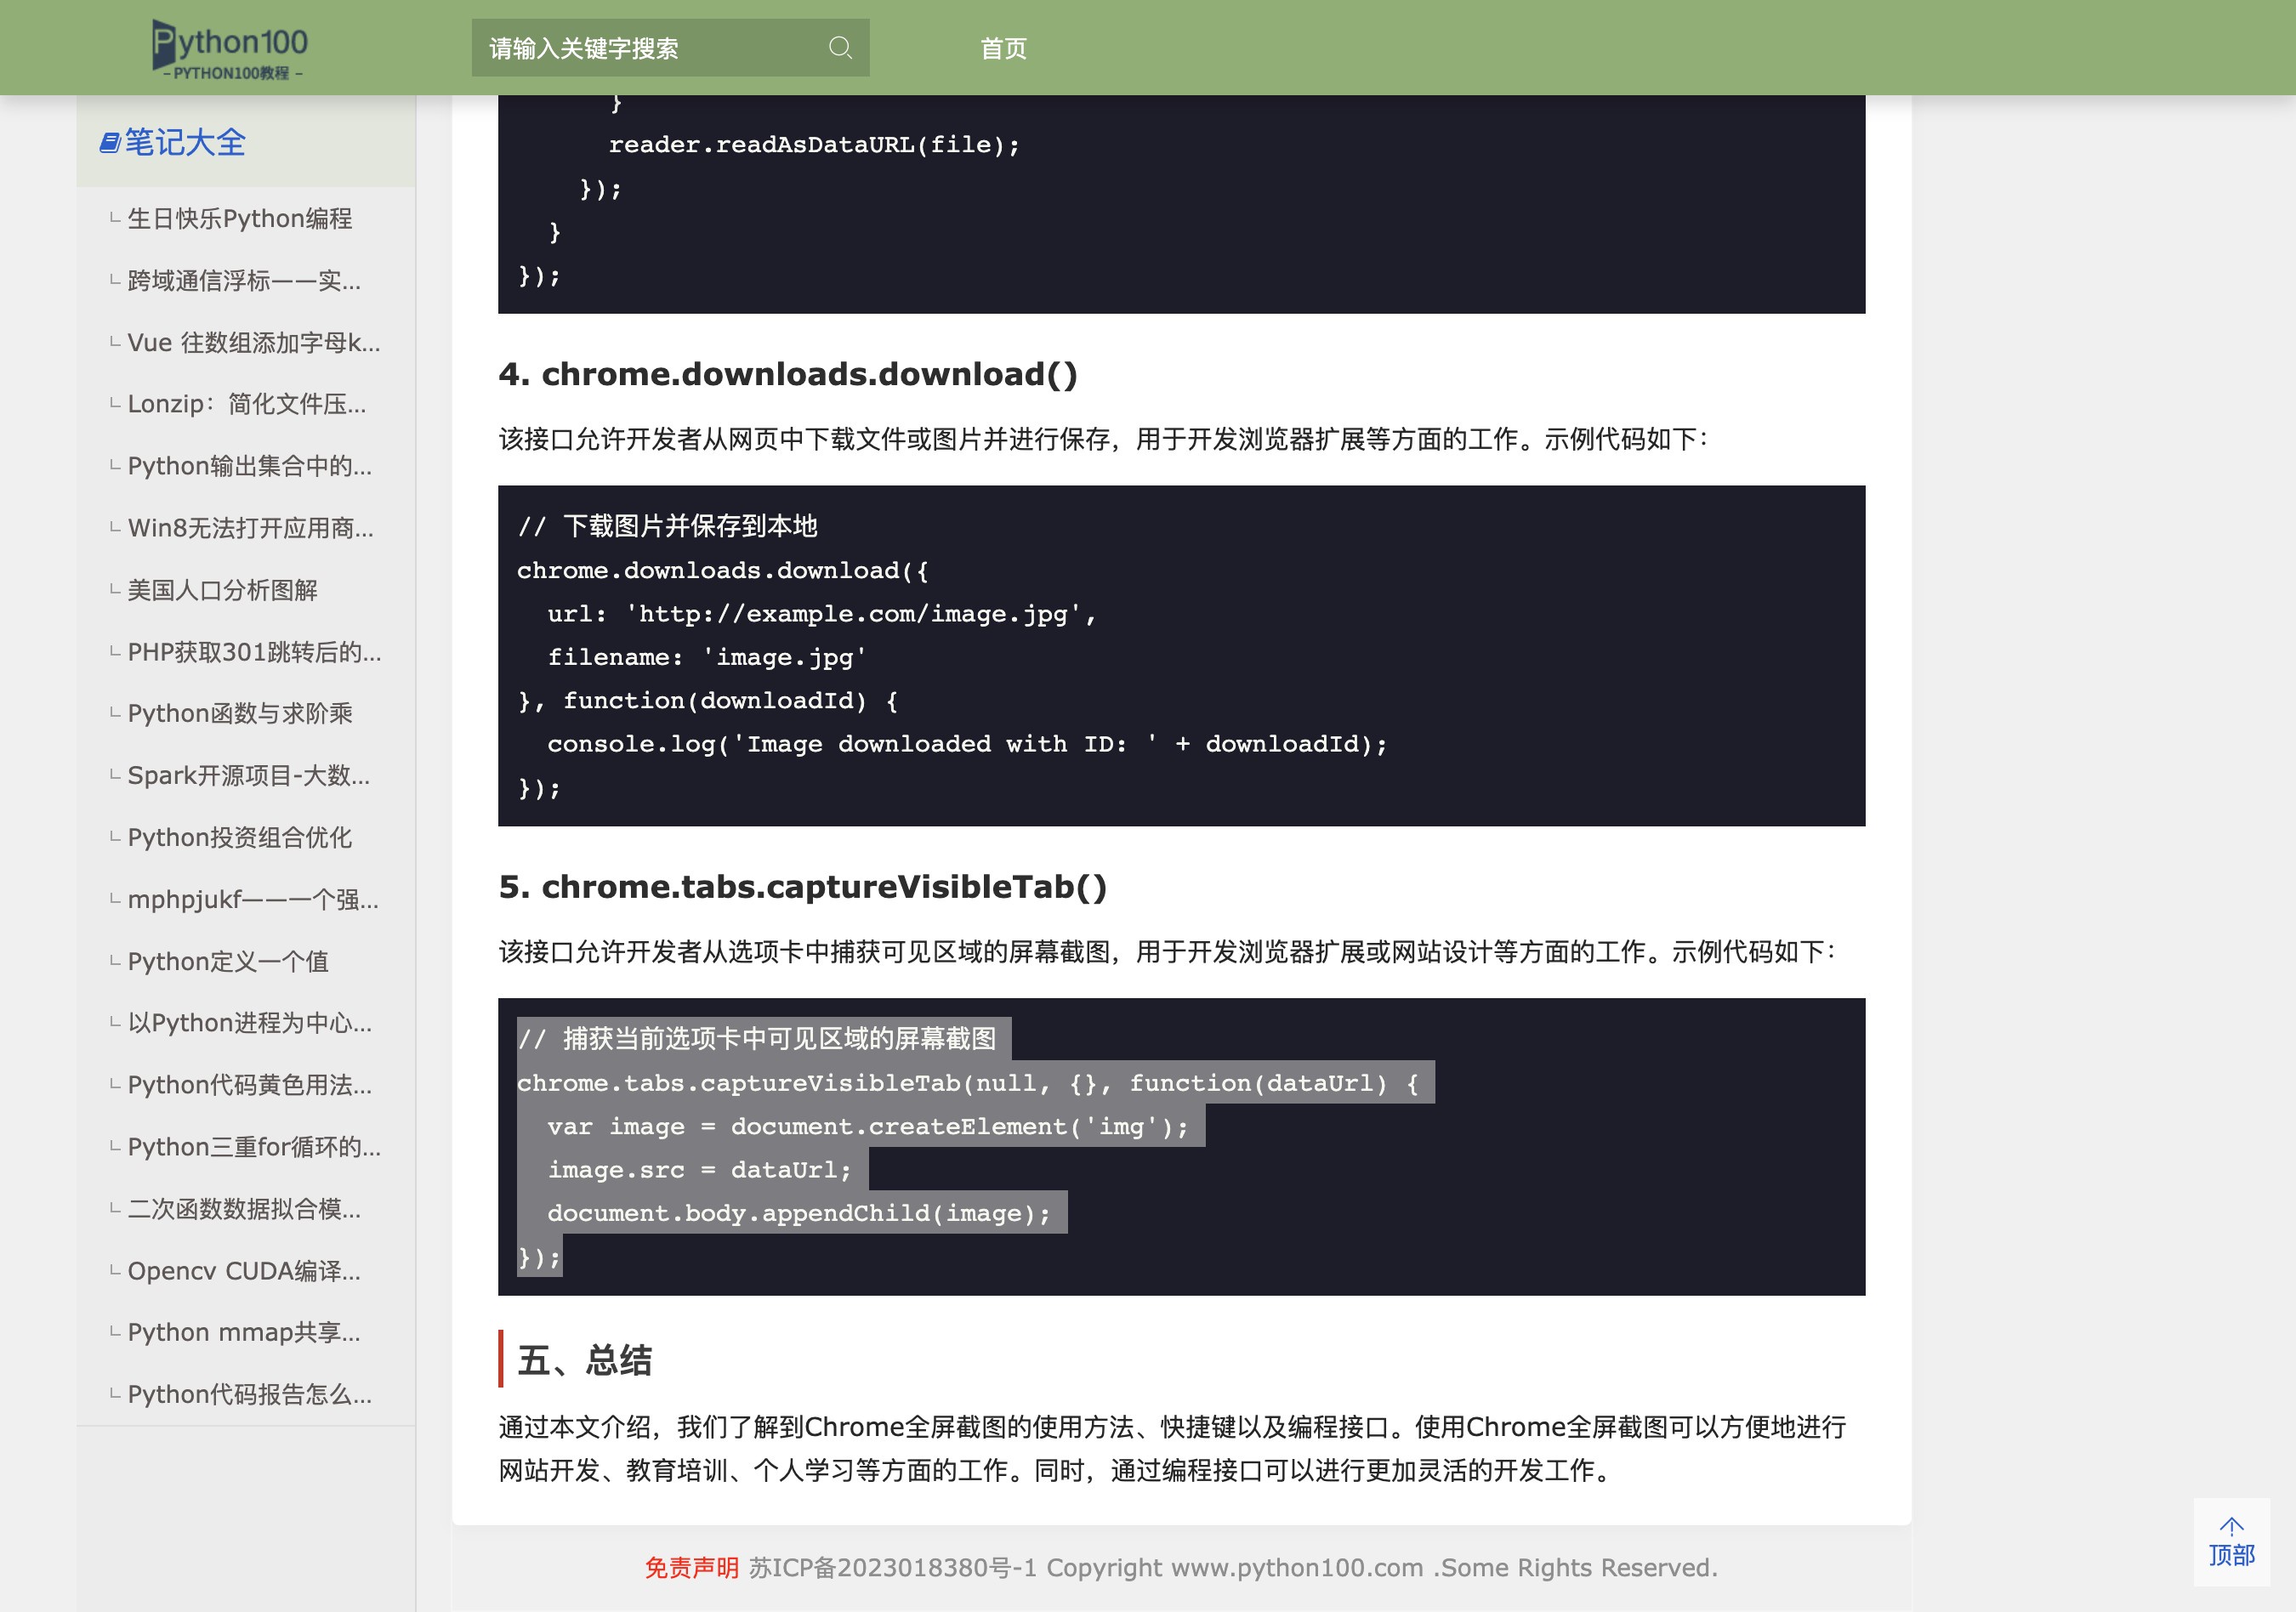 Python100
–PYTHON100教程 –
请输入关键字搜索
首页
笔记大全
生日快乐Python编程
跨域通信浮标——实...
Vue 往数组添加字母k...
Lonzip：简化文件压...
Python输出集合中的...
Win8无法打开应用商...
美国人口分析图解
PHP获取301跳转后的...
Python函数与求阶乘
Spark开源项目-大数...
Python投资组合优化
mphpjukf——一个强...
Python定义一个值
以Python进程为中心...
Python代码黄色用法...
Python三重for循环的...
二次函数数据拟合模...
Opencv CUDA编译...
Python mmap共享...
Python代码报告怎么...
      }
      reader.readAsDataURL(file);
    });
  }
});
4. chrome.downloads.download()
该接口允许开发者从网页中下载文件或图片并进行保存，用于开发浏览器扩展等方面的工作。示例代码如下：
// 下载图片并保存到本地
chrome.downloads.download({
  url: 'http://example.com/image.jpg',
  filename: 'image.jpg'
}, function(downloadId) {
  console.log('Image downloaded with ID: ' + downloadId);
});
5. chrome.tabs.captureVisibleTab()
该接口允许开发者从选项卡中捕获可见区域的屏幕截图，用于开发浏览器扩展或网站设计等方面的工作。示例代码如下：
// 捕获当前选项卡中可见区域的屏幕截图
chrome.tabs.captureVisibleTab(null, {}, function(dataUrl) {
  var image = document.createElement('img');
  image.src = dataUrl;
  document.body.appendChild(image);
});
五、总结
通过本文介绍，我们了解到Chrome全屏截图的使用方法、快捷键以及编程接口。使用Chrome全屏截图可以方便地进行
网站开发、教育培训、个人学习等方面的工作。同时，通过编程接口可以进行更加灵活的开发工作。
免责声明 苏ICP备2023018380号-1 Copyright www.python100.com .Some Rights Reserved.
顶部